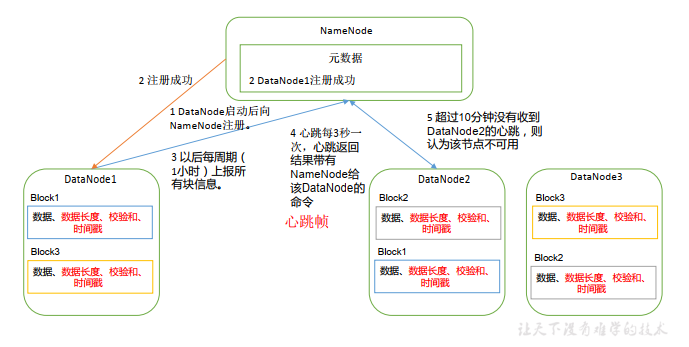 NameNode
元数据
2 DataNode1注册成功
2 注册成功
1 DataNode启动后向
NameNode注册。
3 以后每周期（
1小时）上报所
有块信息。
4 心跳每3秒一
次，心跳返回
结果带有
NameNode给
该DataNode的
命令
心跳帧
5 超过10分钟没有收到
DataNode2的心跳，则
认为该节点不可用
DataNode1
Block1
数据、数据长度、校验和、
时间戳
Block3
数据、数据长度、校验和、
时间戳
DataNode2
Block2
数据、数据长度、校验和、
时间戳
Block1
数据、数据长度、校验和、
时间戳
DataNode3
Block3
数据、数据长度、校验和、
时间戳
Block2
数据、数据长度、校验和、
时间戳
让天下没有难学的技术